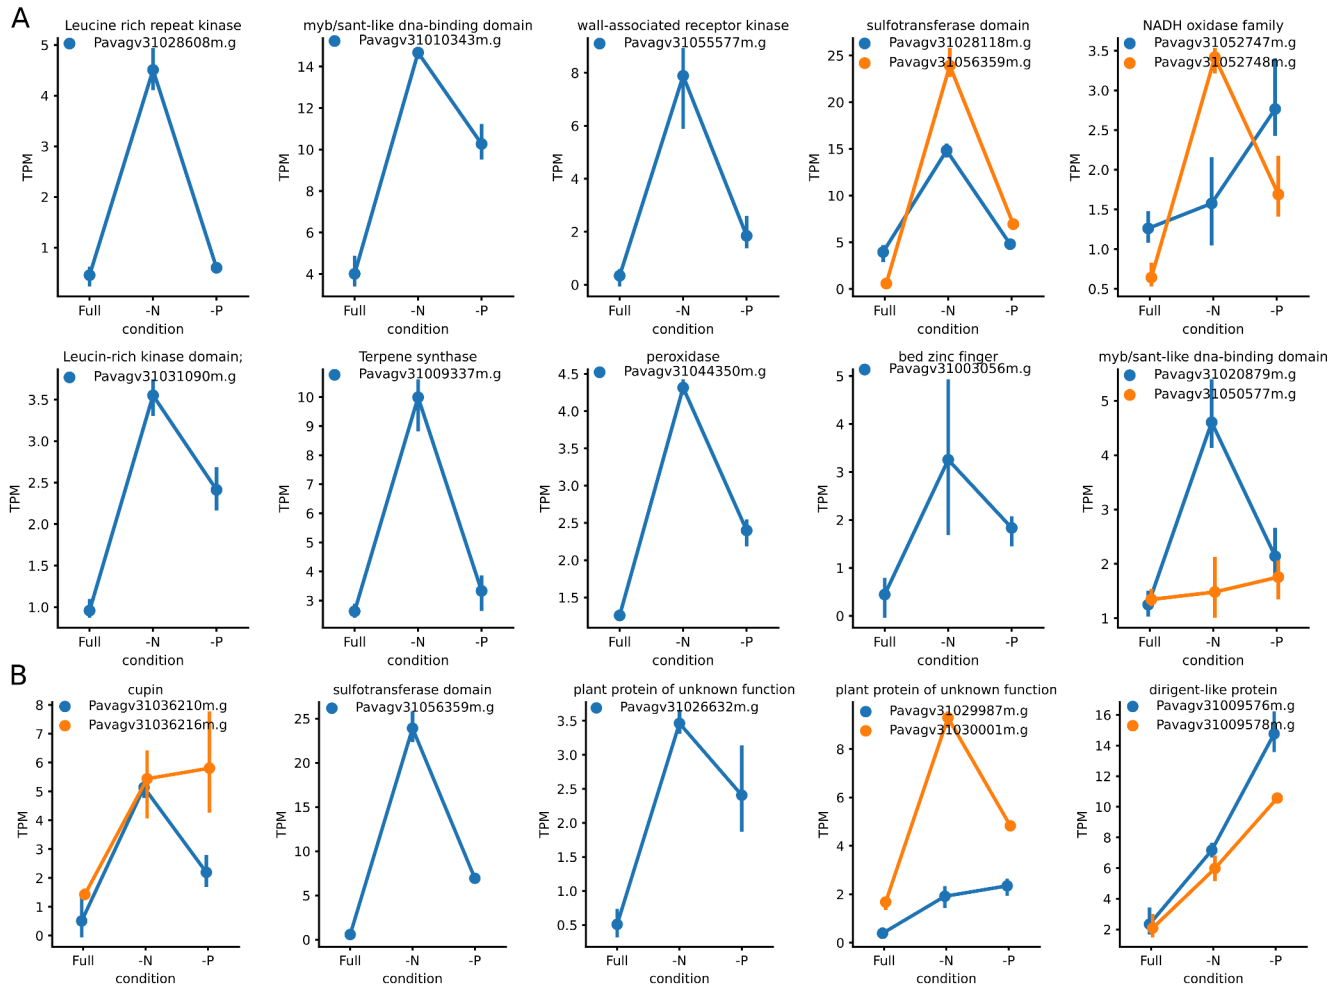 A
Leucine rich repeat kinase
Pavagv31028608m.g
TPM
5
4
3
2
1
Full -N -P
condition
myb/sant-like dna-binding domain
Pavagv31010343m.g
TPM
14
12
10
8
6
4
Full -N -P
condition
wall-associated receptor kinase
Pavagv31055577m.g
TPM
8
6
4
2
0
Full -N -P
condition
sulfotransferase domain
Pavagv31028118m.g
Pavagv31056359m.g
TPM
25
20
15
10
5
0
Full -N -P
condition
NADH oxidase family
Pavagv31052747m.g
Pavagv31052748m.g
TPM
3.5
3.0
2.5
2.0
1.5
1.0
0.5
Full -N -P
condition
Leucin-rich kinase domain;
Pavagv31031090m.g
TPM
3.5
3.0
2.5
2.0
1.5
1.0
Full -N -P
condition
Terpene synthase
Pavagv31009337m.g
TPM
10
9
8
7
6
5
4
3
Full -N -P
condition
peroxidase
Pavagv31044350m.g
TPM
4.5
4.0
3.5
3.0
2.5
2.0
1.5
Full -N -P
condition
bed zinc finger
Pavagv31003056m.g
TPM
5
4
3
2
1
0
Full -N -P
condition
myb/sant-like dna-binding domain
Pavagv31020879m.g
Pavagv31050577m.g
TPM
5
4
3
2
1
Full -N -P
condition
B
cupin
Pavagv31036210m.g
Pavagv31036216m.g
TPM
8
7
6
5
4
3
2
1
0
Full -N -P
condition
sulfotransferase domain
Pavagv31056359m.g
TPM
25
20
15
10
5
0
Full -N -P
condition
plant protein of unknown function
Pavagv31026632m.g
TPM
3.5
3.0
2.5
2.0
1.5
1.0
0.5
Full -N -P
condition
plant protein of unknown function
Pavagv31029987m.g
Pavagv31030001m.g
TPM
8
6
4
2
0
Full -N -P
condition
dirigent-like protein
Pavagv31009576m.g
Pavagv31009578m.g
TPM
16
14
12
10
8
6
4
2
Full -N -P
condition